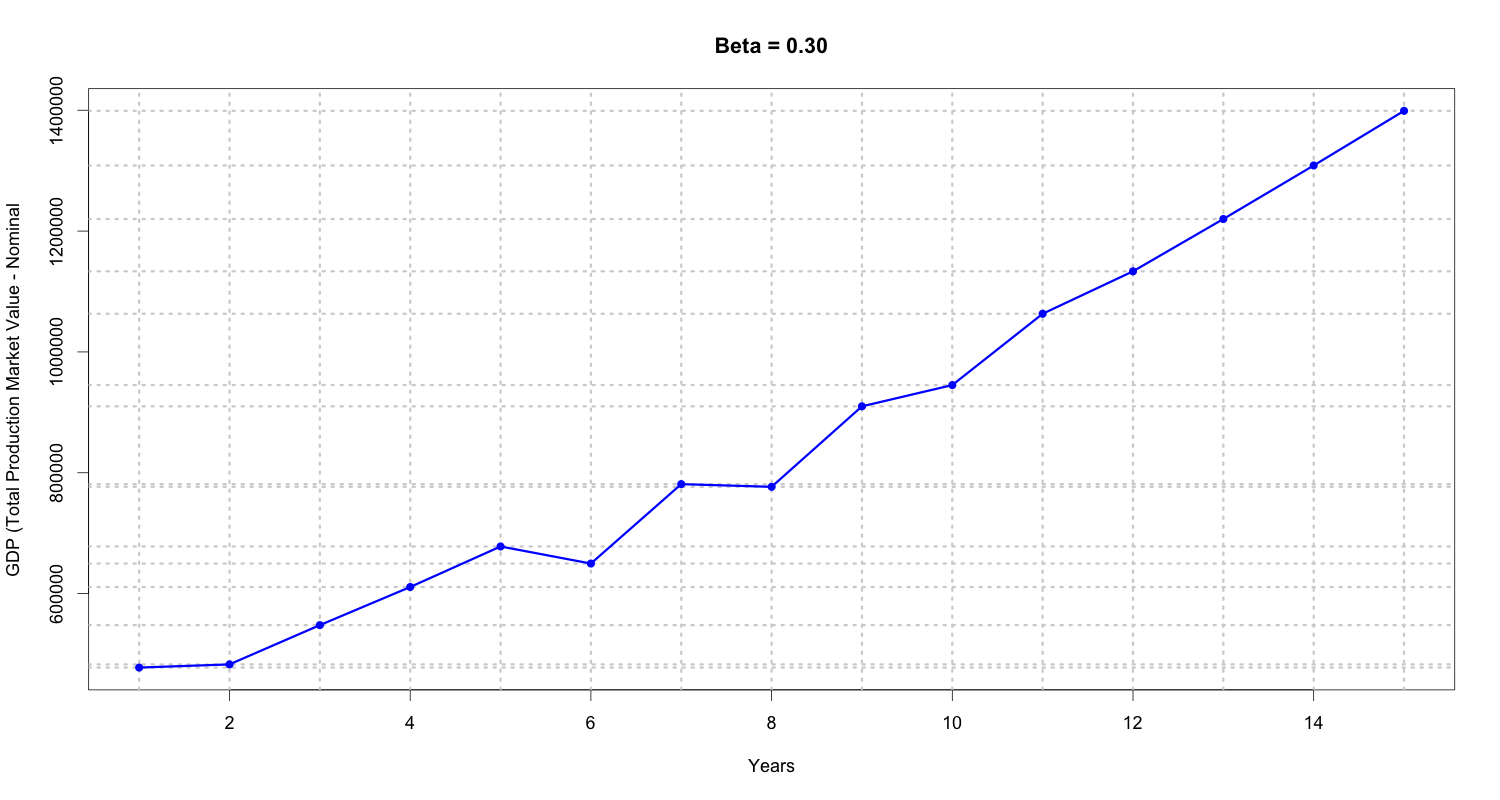 Beta = 0.30
GDP (Total Production Market Value - Nominal
1400000
1200000
1000000
800000
600000
2 4 6 8 10 12 14
Years